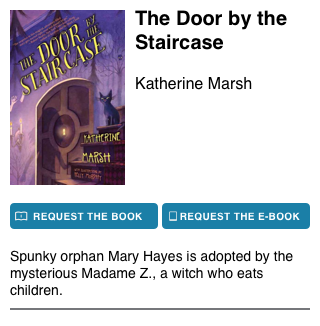 The Door by the
Staircase
Katherine Marsh
THE DOOR BY THE STAIRCASE
KATHERINE
MARSH
REQUEST THE BOOK
REQUEST THE E-BOOK
Spunky orphan Mary Hayes is adopted by the
mysterious Madame Z., a witch who eats
children.